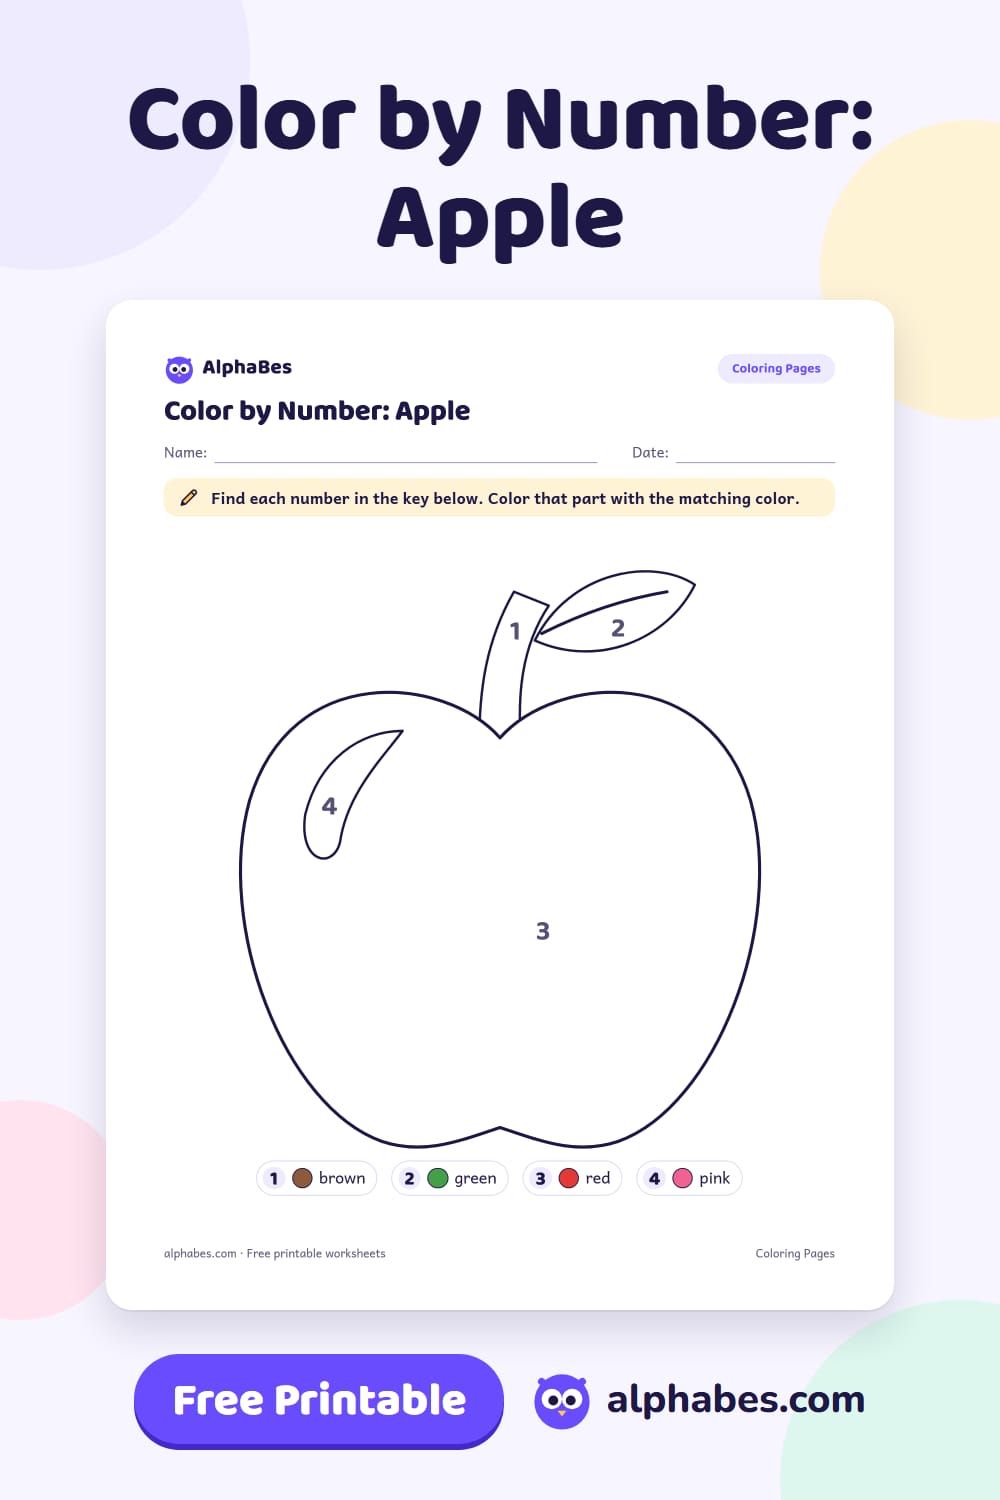 Color by Number:
Apple
AlphaBes
Coloring Pages
Color by Number: Apple
Name:
Date:
Find each number in the key below. Color that part with the matching color.
1
2
4
3
1 brown
2 green
3 red
4 pink
alphabes.com · Free printable worksheets
Coloring Pages
Free Printable
alphabes.com